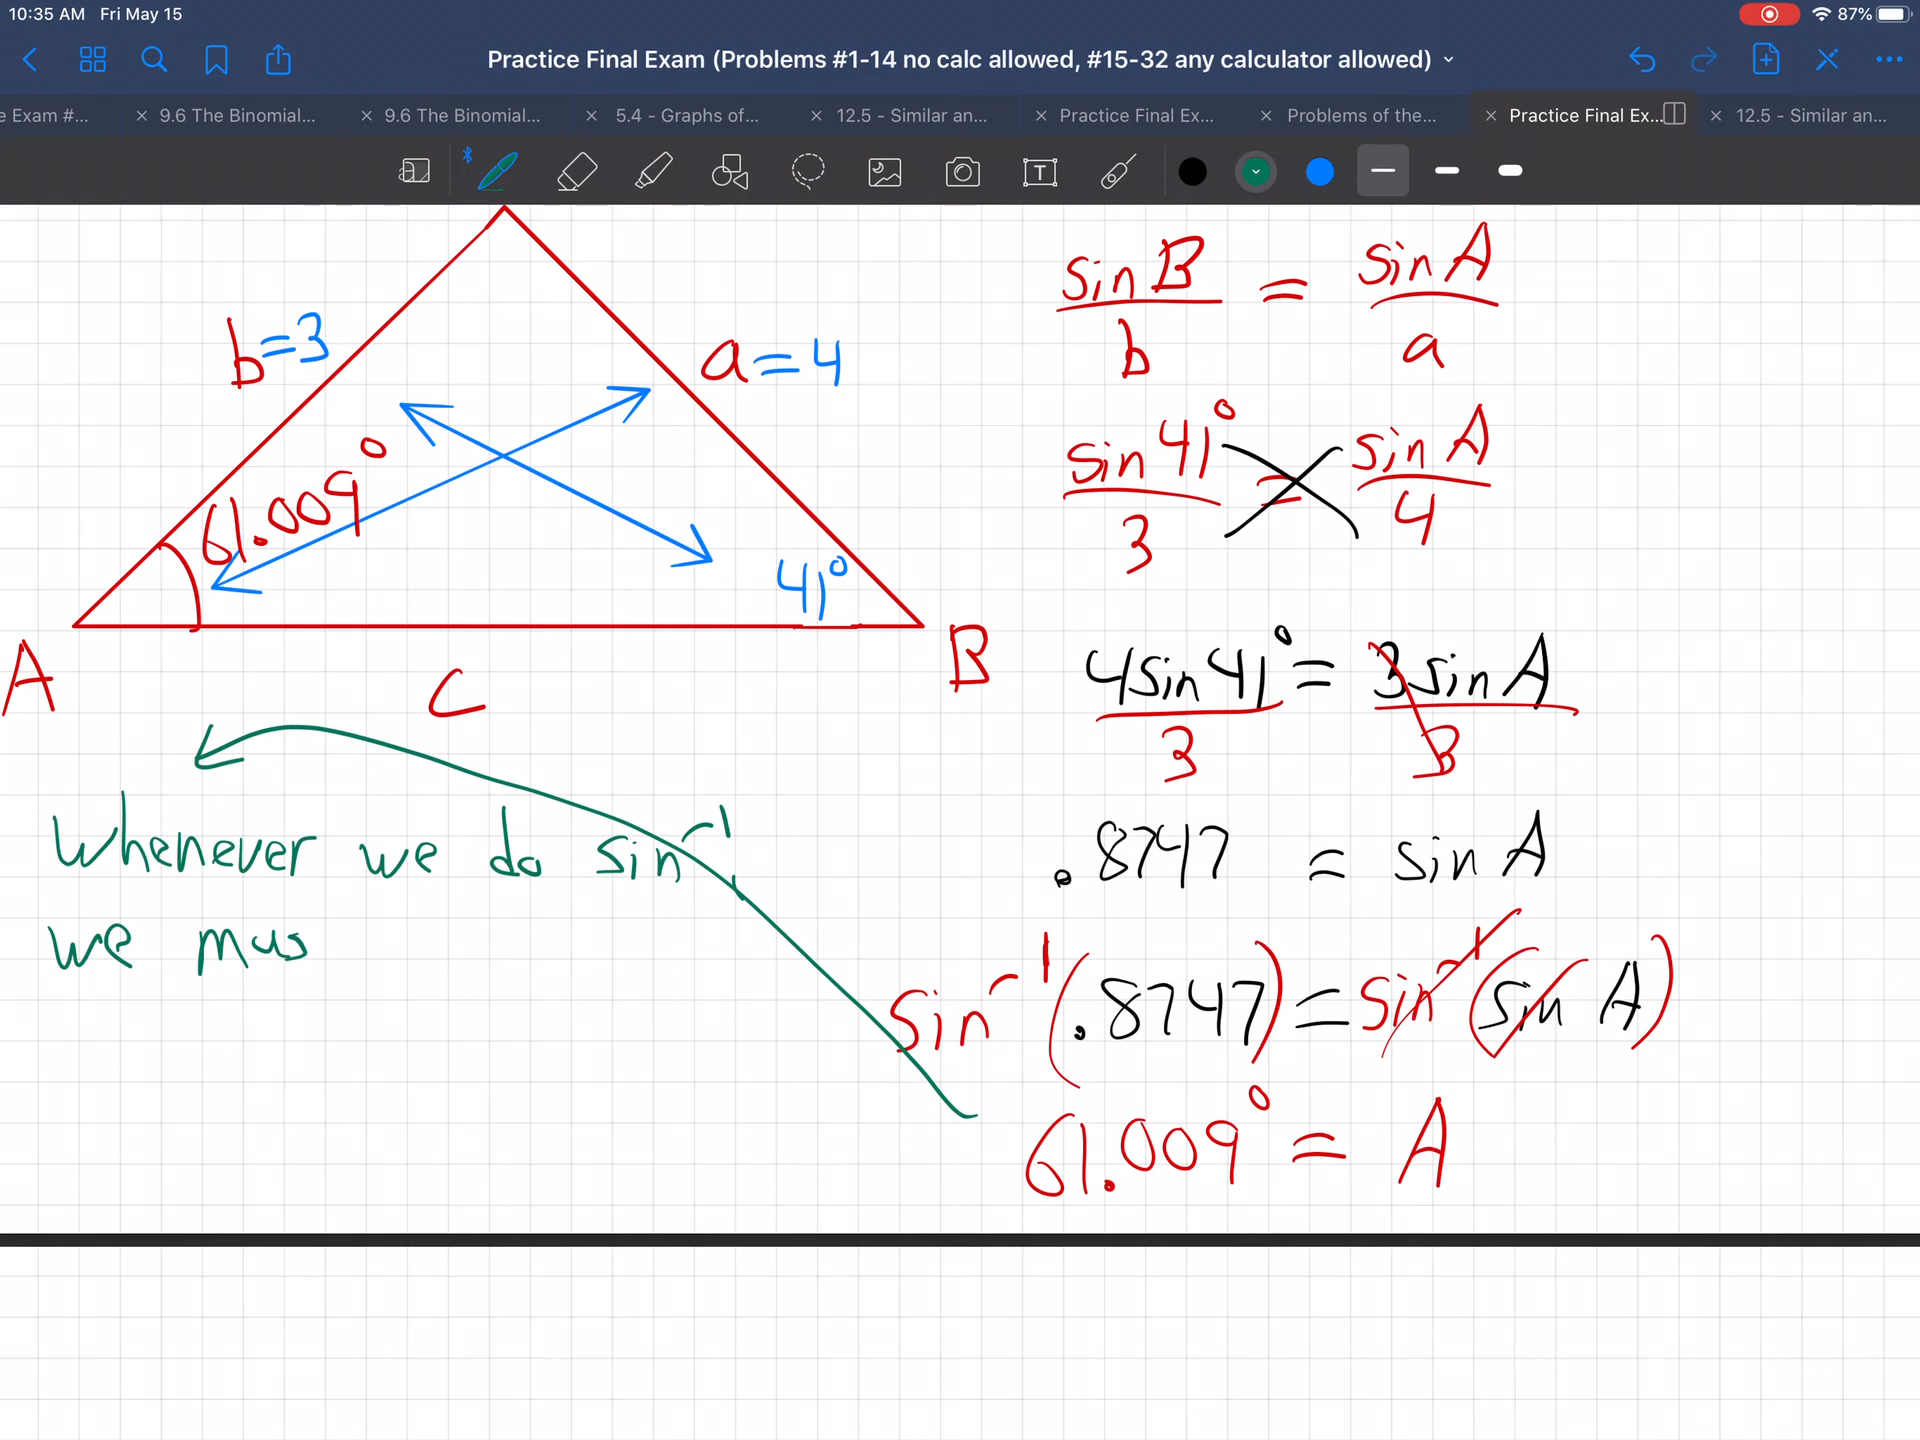 10:35 AM Fri May 15
87%
Practice Final Exam (Problems #1-14 no calc allowed, #15-32 any calculator allowed)
e Exam #...
9.6 The Binomial...
9.6 The Binomial...
5.4 - Graphs of...
12.5 - Similar an...
Practice Final Ex...
Problems of the...
Practice Final Ex...
12.5 - Similar an...
T
b=3
a=4
61.009°
41°
A
B
C
Whenever we do sin⁻¹
we mus
sin B / b = sin A / a
sin 41° / 3 = sin A / 4
4 sin 41° / 3 = 3 sin A / 3
.8747 = sin A
sin⁻¹(.8747) = sin⁻¹(sin A)
61.009° = A